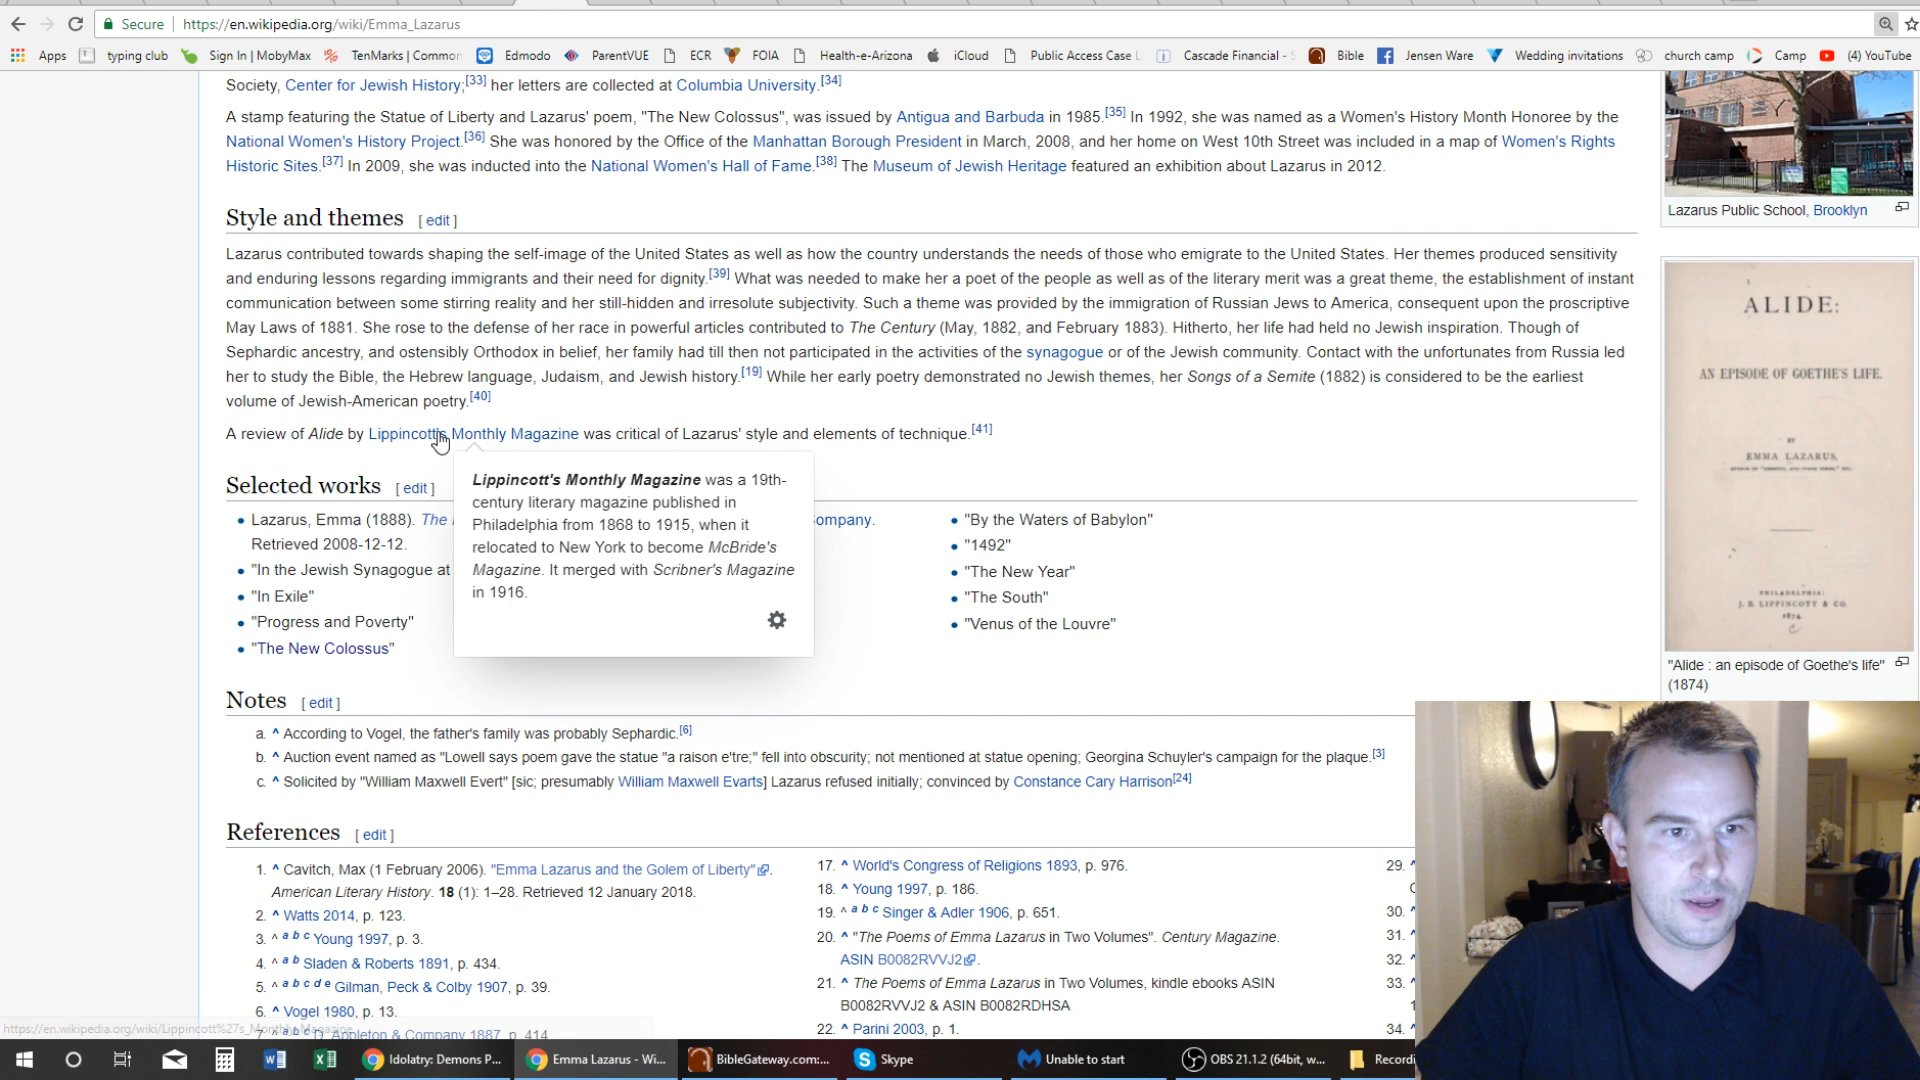 Secure https://en.wikipedia.org/wiki/Emma_Lazarus
Apps typing club Sign In | MobyMax TenMarks | Common Edmodo ParentVUE ECR FOIA Health-e-Arizona iCloud Public Access Case Cascade Financial - Bible Jensen Ware Wedding invitations church camp Camp (4) YouTube
Society, Center for Jewish History;[33] her letters are collected at Columbia University.[34]
A stamp featuring the Statue of Liberty and Lazarus' poem, "The New Colossus", was issued by Antigua and Barbuda in 1985.[35] In 1992, she was named as a Women's History Month Honoree by the
National Women's History Project.[36] She was honored by the Office of the Manhattan Borough President in March, 2008, and her home on West 10th Street was included in a map of Women's Rights
Historic Sites.[37] In 2009, she was inducted into the National Women's Hall of Fame.[38] The Museum of Jewish Heritage featured an exhibition about Lazarus in 2012.
Lazarus Public School, Brooklyn
Style and themes [ edit ]
Lazarus contributed towards shaping the self-image of the United States as well as how the country understands the needs of those who emigrate to the United States. Her themes produced sensitivity
and enduring lessons regarding immigrants and their need for dignity.[39] What was needed to make her a poet of the people as well as of the literary merit was a great theme, the establishment of instant
communication between some stirring reality and her still-hidden and irresolute subjectivity. Such a theme was provided by the immigration of Russian Jews to America, consequent upon the proscriptive
May Laws of 1881. She rose to the defense of her race in powerful articles contributed to The Century (May, 1882, and February 1883). Hitherto, her life had held no Jewish inspiration. Though of
Sephardic ancestry, and ostensibly Orthodox in belief, her family had till then not participated in the activities of the synagogue or of the Jewish community. Contact with the unfortunates from Russia led
her to study the Bible, the Hebrew language, Judaism, and Jewish history.[19] While her early poetry demonstrated no Jewish themes, her Songs of a Semite (1882) is considered to be the earliest
volume of Jewish-American poetry.[40]
A review of Alide by Lippincott's Monthly Magazine was critical of Lazarus' style and elements of technique.[41]
Lippincott's Monthly Magazine was a 19th-
century literary magazine published in
Philadelphia from 1868 to 1915, when it
relocated to New York to become McBride's
Magazine. It merged with Scribner's Magazine
in 1916.
ALIDE:
AN EPISODE OF GOETHE'S LIFE.
BY
EMMA LAZARUS,
PHILADELPHIA:
J. B. LIPPINCOTT & CO.
1874.
"Alide : an episode of Goethe's life"
(1874)
Selected works [ edit ]
Lazarus, Emma (1888). The
Company.
Retrieved 2008-12-12.
"In the Jewish Synagogue at
"In Exile"
"Progress and Poverty"
"The New Colossus"
"By the Waters of Babylon"
"1492"
"The New Year"
"The South"
"Venus of the Louvre"
Notes [ edit ]
a. ^ According to Vogel, the father's family was probably Sephardic.[6]
b. ^ Auction event named as "Lowell says poem gave the statue "a raison e'tre;" fell into obscurity; not mentioned at statue opening; Georgina Schuyler's campaign for the plaque.[3]
c. ^ Solicited by "William Maxwell Evert" [sic; presumably William Maxwell Evarts] Lazarus refused initially; convinced by Constance Cary Harrison[24]
References [ edit ]
1. ^ Cavitch, Max (1 February 2006). "Emma Lazarus and the Golem of Liberty".
American Literary History. 18 (1): 1–28. Retrieved 12 January 2018.
2. ^ Watts 2014, p. 123.
3. ^ a b c Young 1997, p. 3.
4. ^ a b Sladen & Roberts 1891, p. 434.
5. ^ a b c d e Gilman, Peck & Colby 1907, p. 39.
6. ^ Vogel 1980, p. 13.
7. ^ a b c D. Appleton & Company 1887, p. 414
17. ^ World's Congress of Religions 1893, p. 976.
18. ^ Young 1997, p. 186.
19. ^ a b c Singer & Adler 1906, p. 651.
20. ^ "The Poems of Emma Lazarus in Two Volumes". Century Magazine.
ASIN B0082RVVJ2.
21. ^ The Poems of Emma Lazarus in Two Volumes, kindle ebooks ASIN
B0082RVVJ2 & ASIN B0082RDHSA
22. ^ Parini 2003, p. 1.
29. ^
30. ^
31. ^
32. ^
33. ^
34. ^
https://en.wikipedia.org/wiki/Lippincott%27s_Monthly_Magazine
Idolatry: Demons P... Emma Lazarus - Wi... BibleGateway.com:... Skype Unable to start OBS 21.1.2 (64bit, w... Recordi